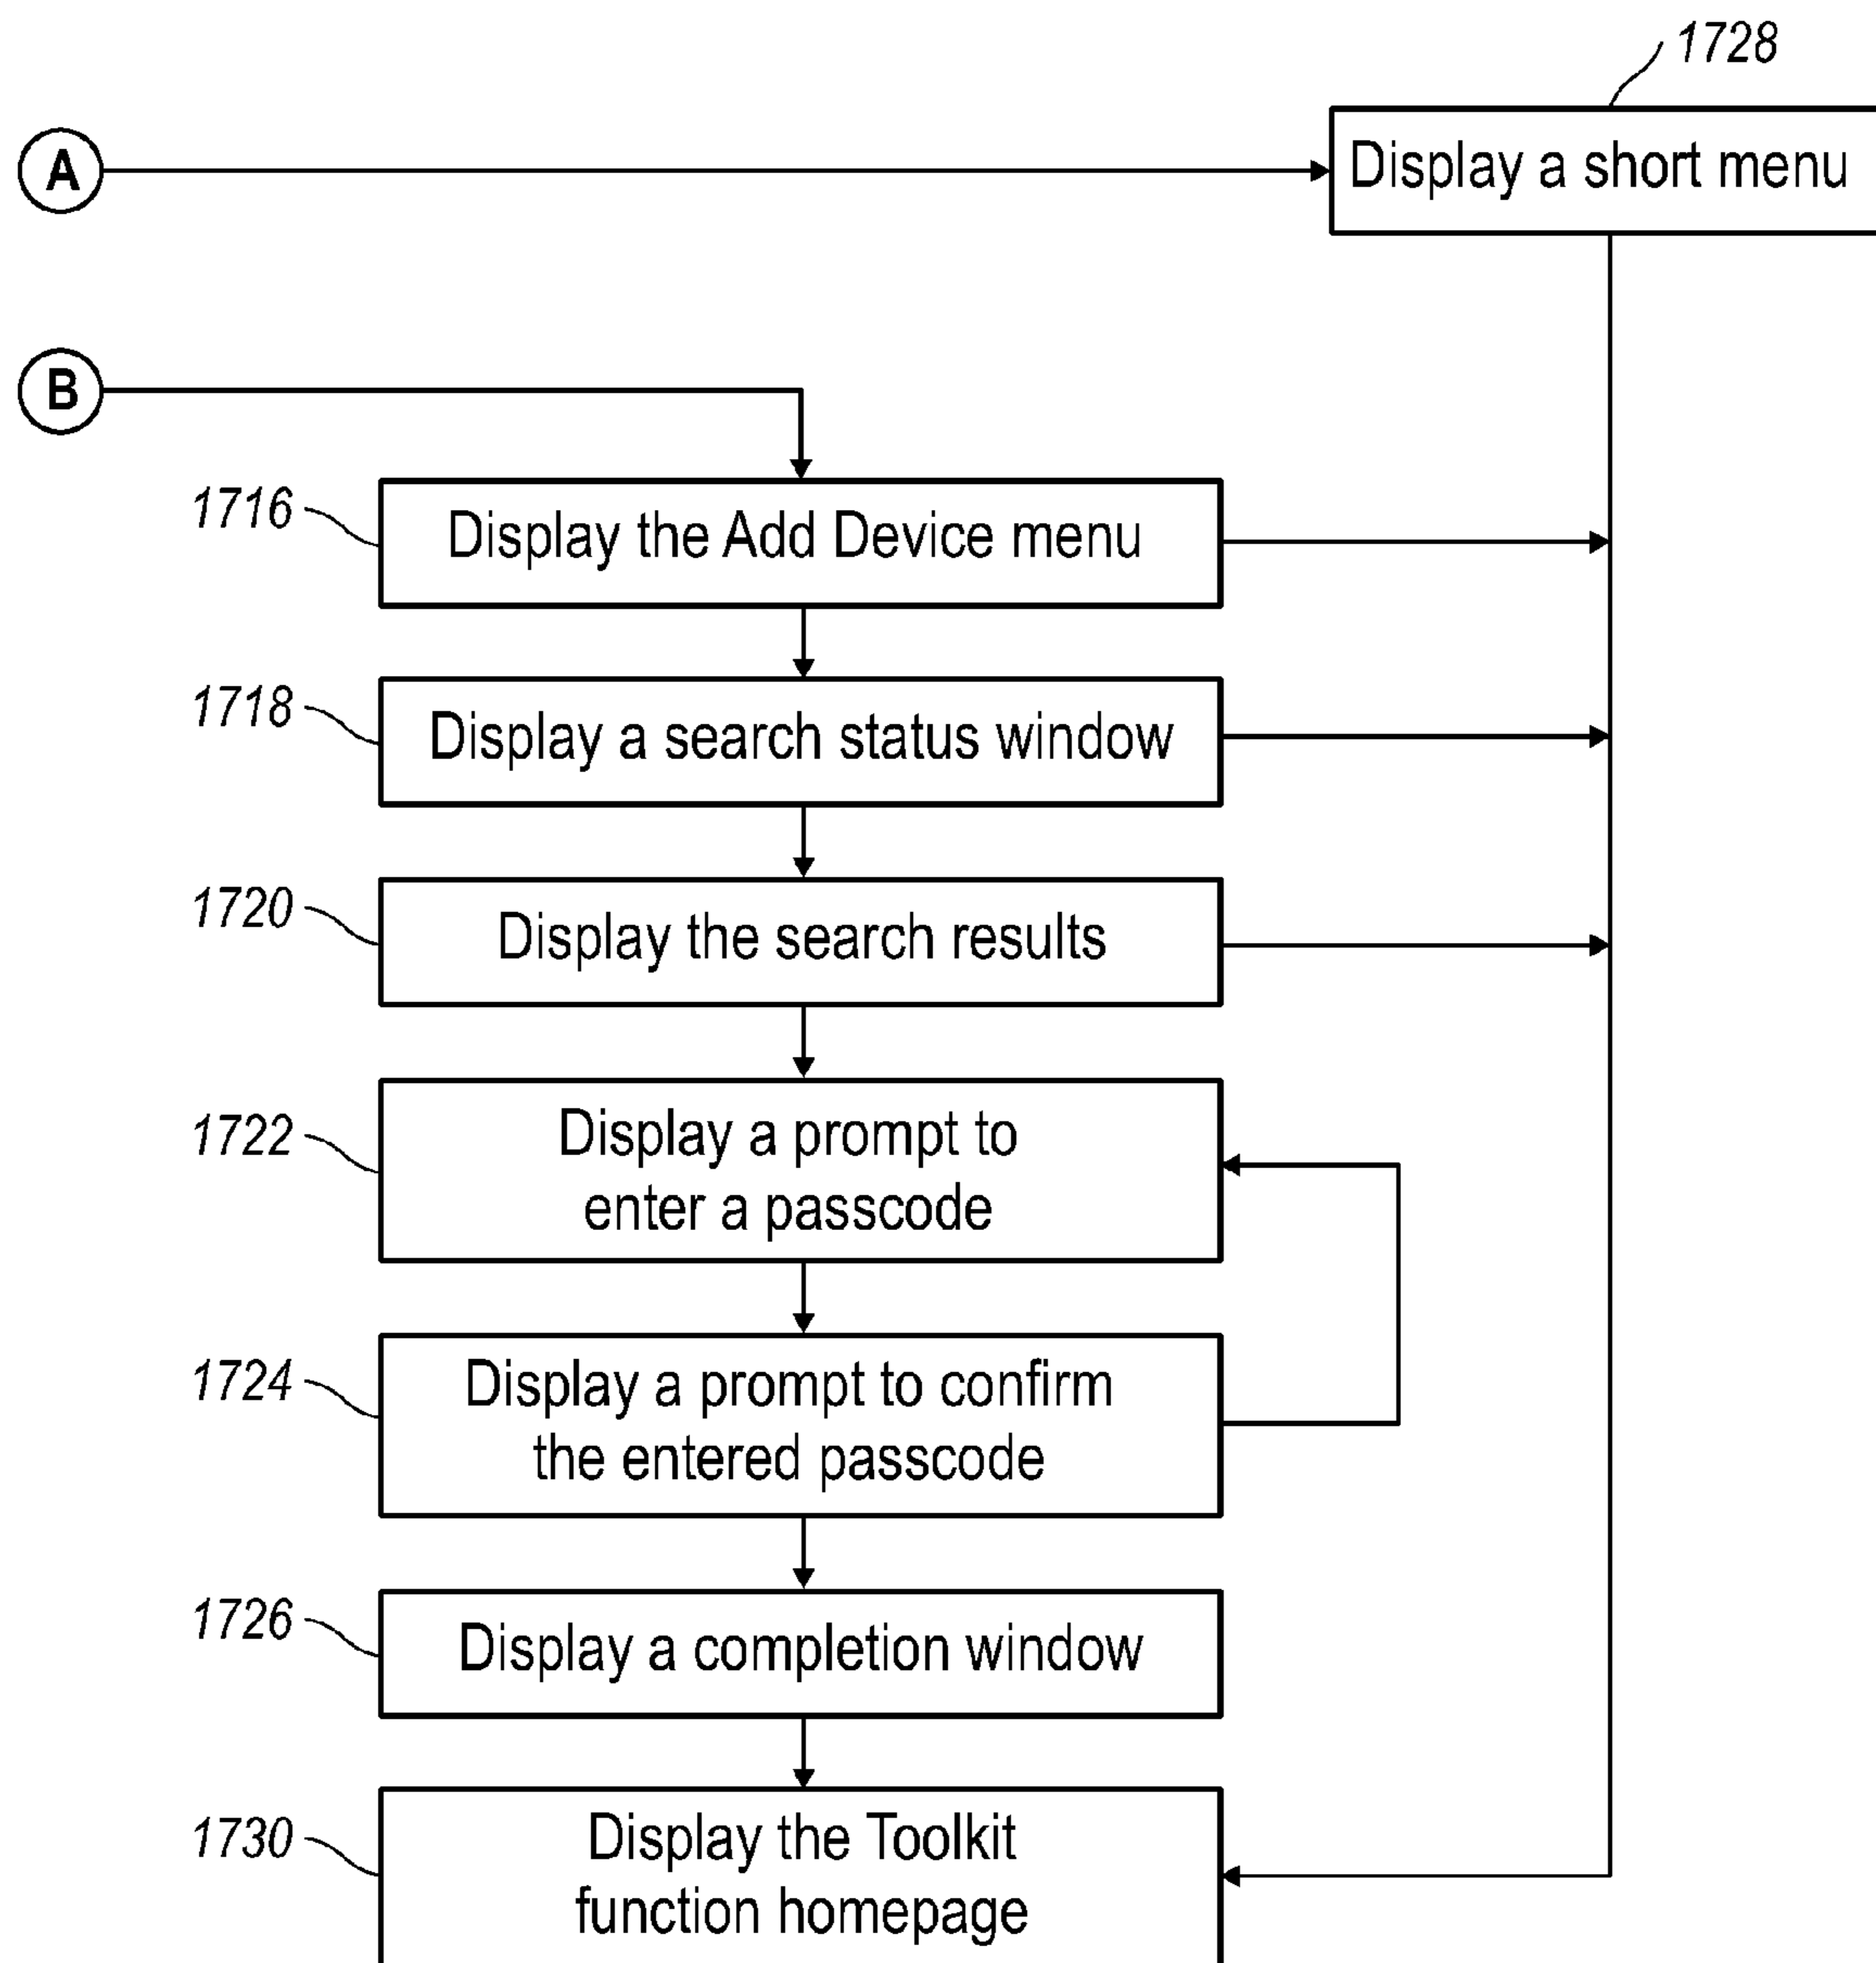 1728
A
Display a short menu
B
1716
Display the Add Device menu
1718
Display a search status window
1720
Display the search results
1722
Display a prompt to
enter a passcode
1724
Display a prompt to confirm
the entered passcode
1726
Display a completion window
1730
Display the Toolkit
function homepage